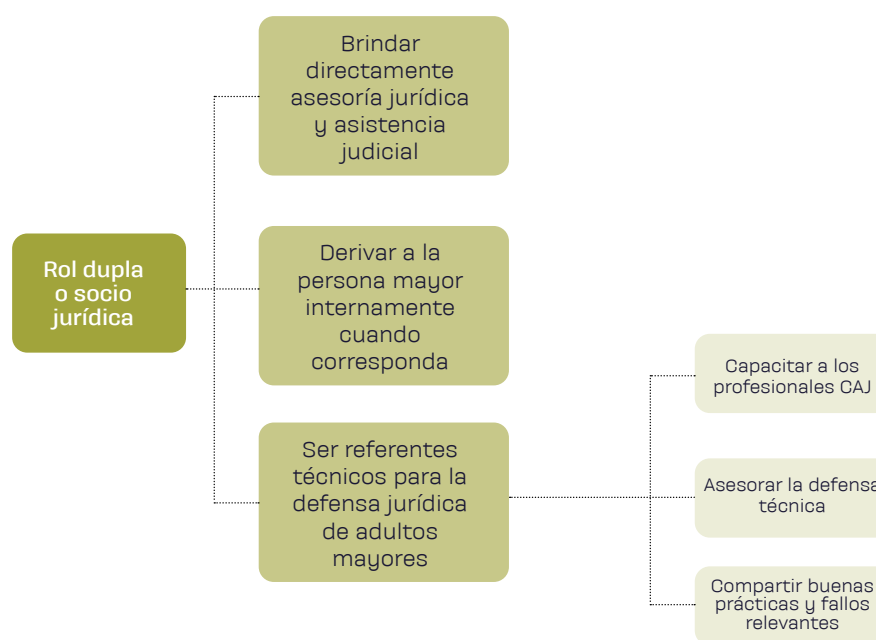 Brindar
directamente
asesoría jurídica
y asistencia
judicial
Rol dupla
o socio
jurídica
Derivar a la
persona mayor
internamente
cuando
corresponda
Ser referentes
técnicos para la
defensa jurídica
de adultos
mayores
Capacitar a los
profesionales CAJ
Asesorar la defensa
técnica
Compartir buenas
prácticas y fallos
relevantes